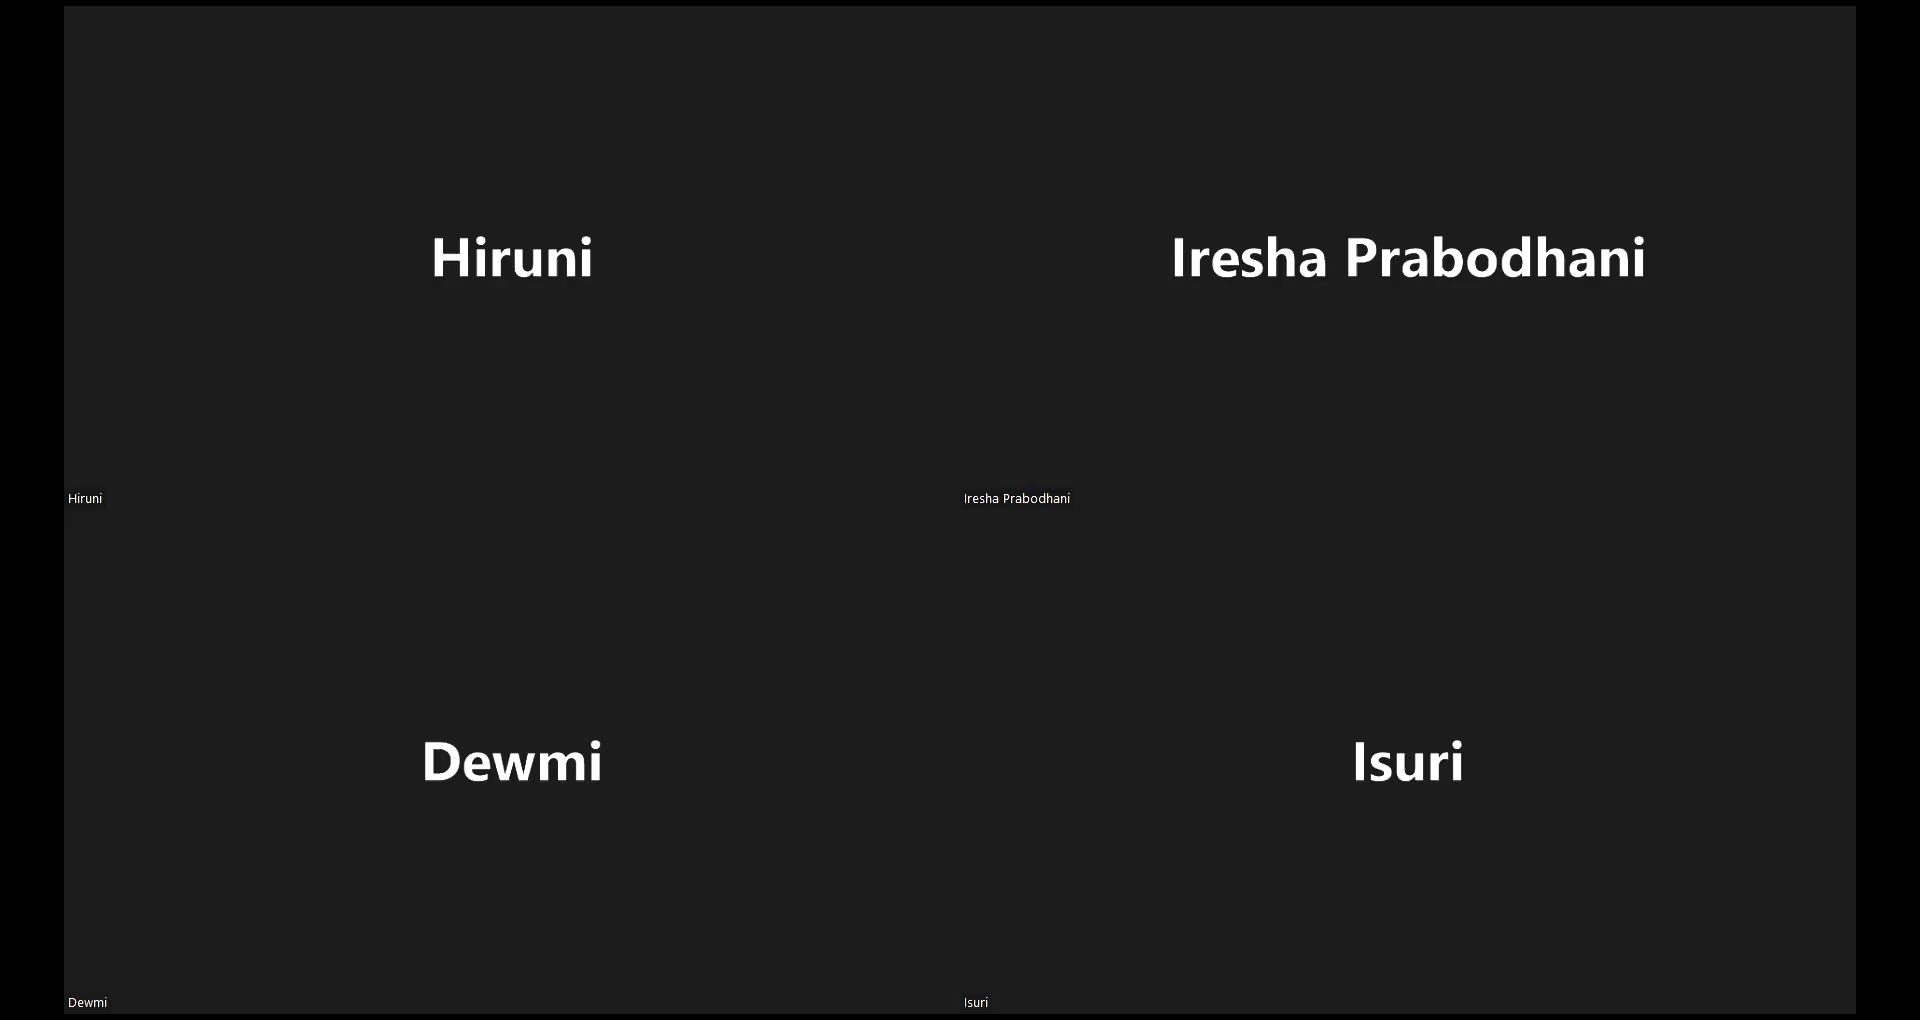 Hiruni
Iresha Prabodhani
Hiruni
Iresha Prabodhani
Dewmi
Isuri
Dewmi
Isuri